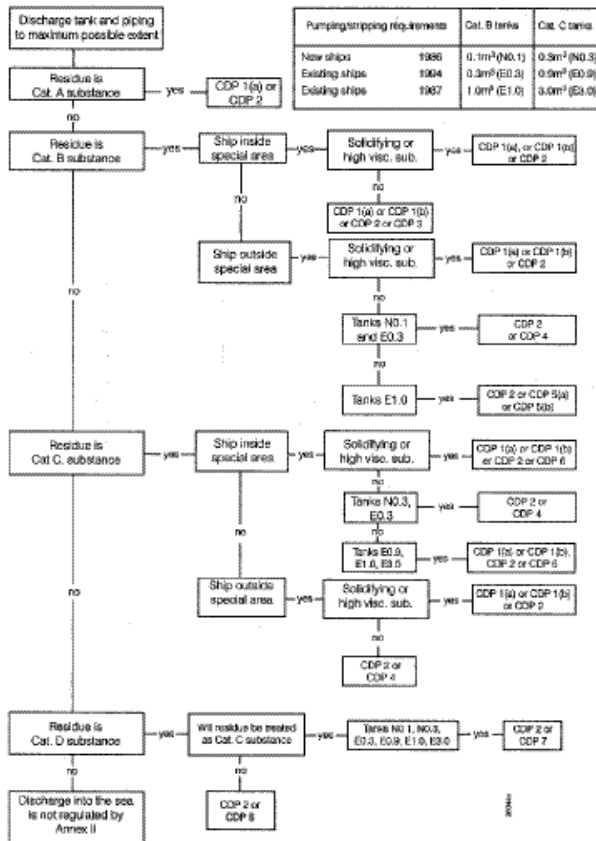 Discharge tank and piping
to maximum possible extent
Pumping/stripping requirements
Cat. B tanks
Cat. C tanks
New ships 1986 0.1m³ (N0.1) 0.3m³ (N0.3)
Existing ships 1994 0.3m³ (E0.3) 0.9m³ (E0.9)
Existing ships 1987 1.0m³ (E1.0) 3.0m³ (E3.0)
Residue is
Cat. A substance
yes
CDP 1(a) or
CDP 2
no
Residue is
Cat. B substance
yes
Ship inside
special area
yes
Solidifying or
high visc. sub.
yes
CDP 1(a), or CDP 1(b)
or CDP 2
no
CDP 1(a) or CDP 1(b)
or CDP 2 or CDP 3
no
Ship outside
special area
yes
Solidifying or
high visc. sub.
yes
CDP 1(a) or CDP 1(b)
or CDP 2
no
no
Tanks N0.1
and E0.3
yes
CDP 2
or CDP 4
no
Tanks E1.0
yes
CDP 2 or CDP 5(a)
or CDP 5(b)
Residue is
Cat C. substance
yes
Ship inside
special area
yes
Solidifying or
high visc. sub.
yes
CDP 1(a) or CDP 1(b)
or CDP 2 or CDP 6
no
Tanks N0.3,
E0.3
yes
CDP 2 or
CDP 4
no
no
Tanks E0.9,
yes
CDP 1(a) or CDP 1(b),
CDP 2 or CDP 6
no
Ship outside
special area
yes
Solidifying or
high visc. sub.
yes
CDP 1(a) or CDP 1(b)
no
CDP 2 or
CDP 4
Residue is
Cat. D substance
yes
Will residue be treated
as Cat. C substance
yes
Tanks N0.1, N0.3,
E0.3, E0.9, E1.0, E3.0
yes
CDP 2 or
CDP 7
no
no
Discharge into the sea
is not regulated by
Annex II
CDP 2 or